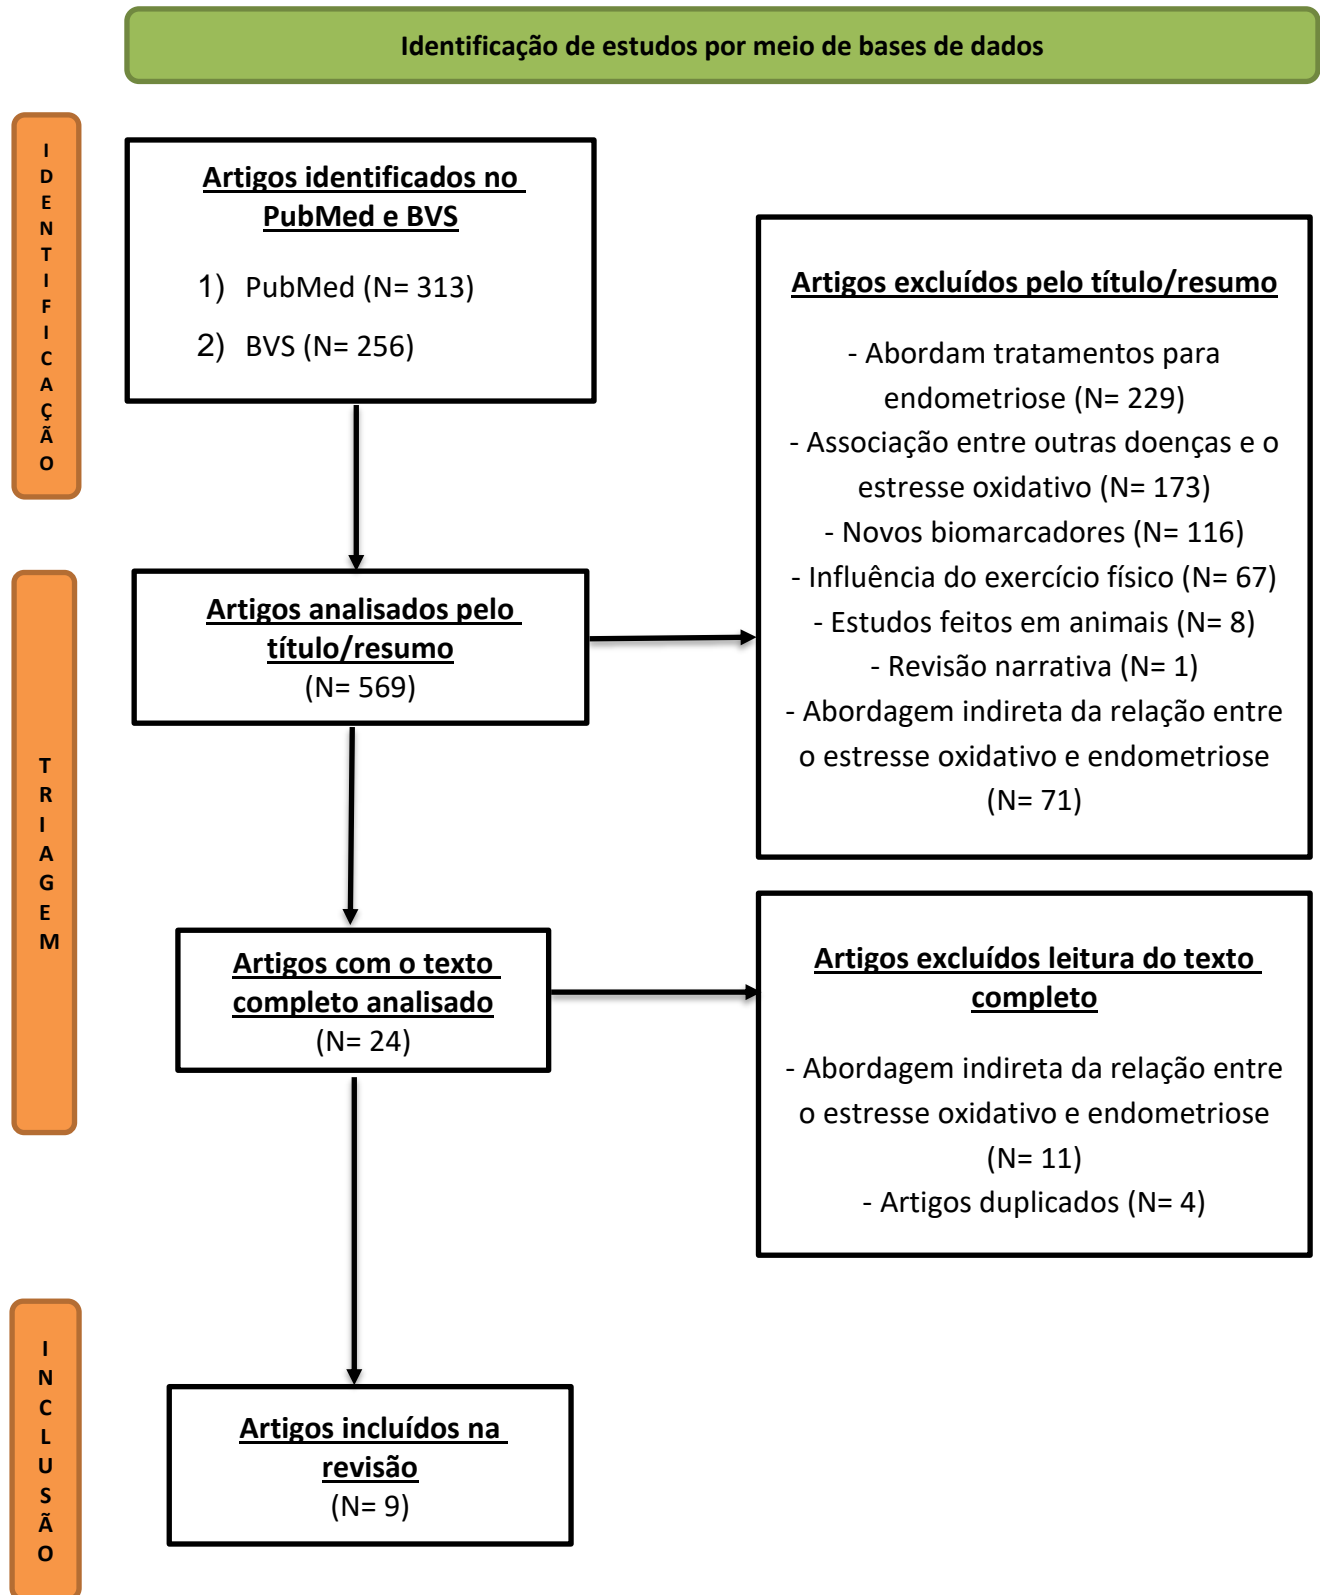 Identificação de estudos por meio de bases de dados
IDENTIFICAÇÃO
Artigos identificados no
PubMed e BVS
1) PubMed (N= 313)
2) BVS (N= 256)
Artigos excluídos pelo título/resumo
- Abordam tratamentos para
endometriose (N= 229)
- Associação entre outras doenças e o
estresse oxidativo (N= 173)
- Novos biomarcadores (N= 116)
- Influência do exercício físico (N= 67)
- Estudos feitos em animais (N= 8)
- Revisão narrativa (N= 1)
- Abordagem indireta da relação entre
o estresse oxidativo e endometriose
(N= 71)
TRIAGEM
Artigos analisados pelo
título/resumo
(N= 569)
Artigos com o texto
completo analisado
(N= 24)
Artigos excluídos leitura do texto
completo
- Abordagem indireta da relação entre
o estresse oxidativo e endometriose
(N= 11)
- Artigos duplicados (N= 4)
INCLUSÃO
Artigos incluídos na
revisão
(N= 9)